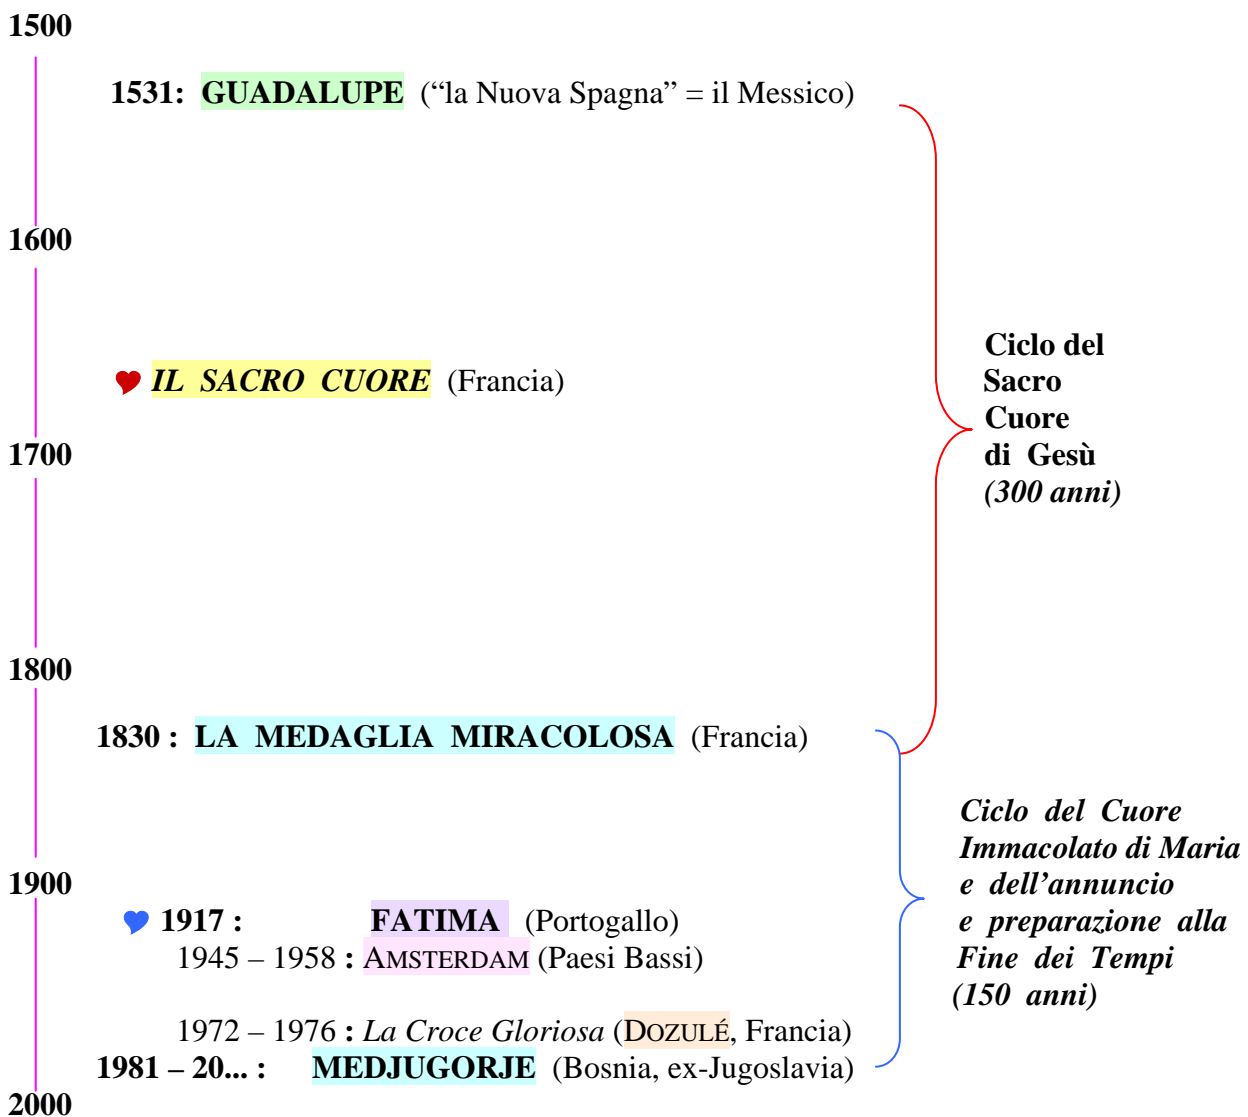 1500
1531: GUADALUPE (“la Nuova Spagna” = il Messico)
1600
Ciclo del
Sacro
Cuore
di Gesù
(300 anni)
IL SACRO CUORE (Francia)
1700
1800
1830 : LA MEDAGLIA MIRACOLOSA (Francia)
Ciclo del Cuore
Immacolato di Maria
e dell’annuncio
e preparazione alla
Fine dei Tempi
(150 anni)
1900
1917 : FATIMA (Portogallo)
1945 – 1958 : AMSTERDAM (Paesi Bassi)
1972 – 1976 : La Croce Gloriosa (DOZULÉ, Francia)
1981 – 20... : MEDJUGORJE (Bosnia, ex-Jugoslavia)
2000